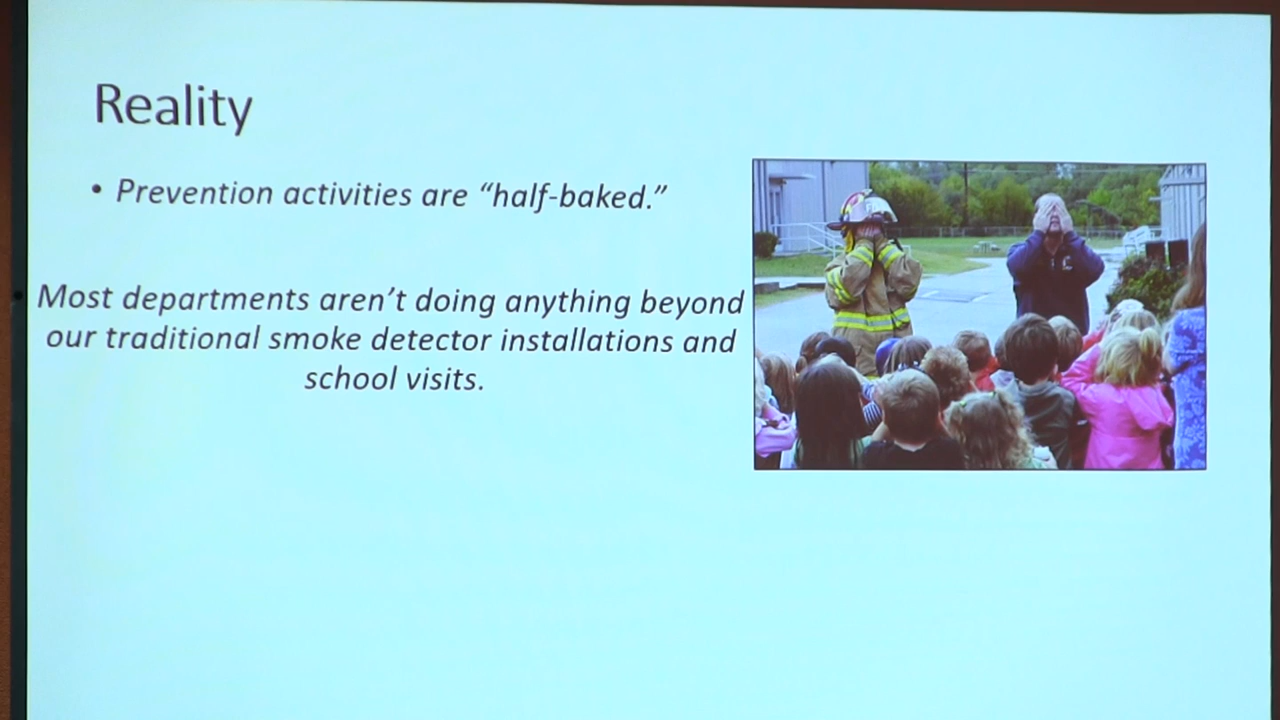 Reality
• Prevention activities are “half-baked.”
Most departments aren’t doing anything beyond
our traditional smoke detector installations and
school visits.